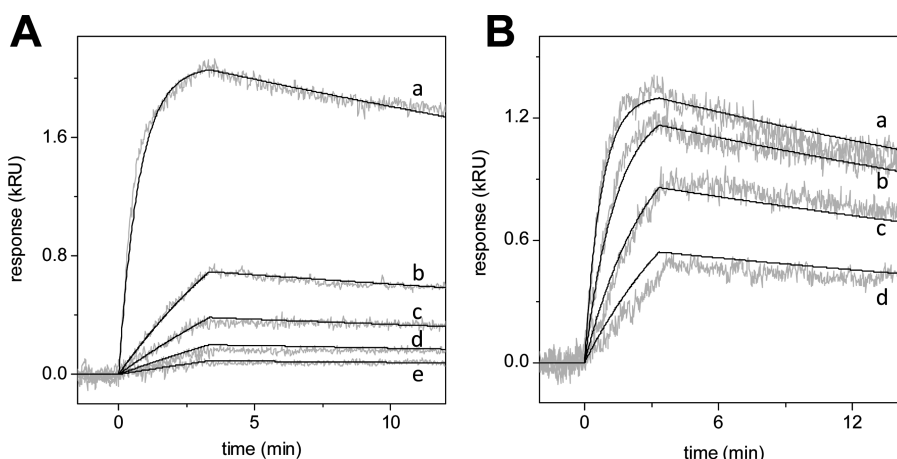 A
B
response (kRU)
1.6
0.8
0.0
a
b
c
d
e
0
5
10
time (min)
response (kRU)
1.2
0.6
0.0
a
b
c
d
0
6
12
time (min)